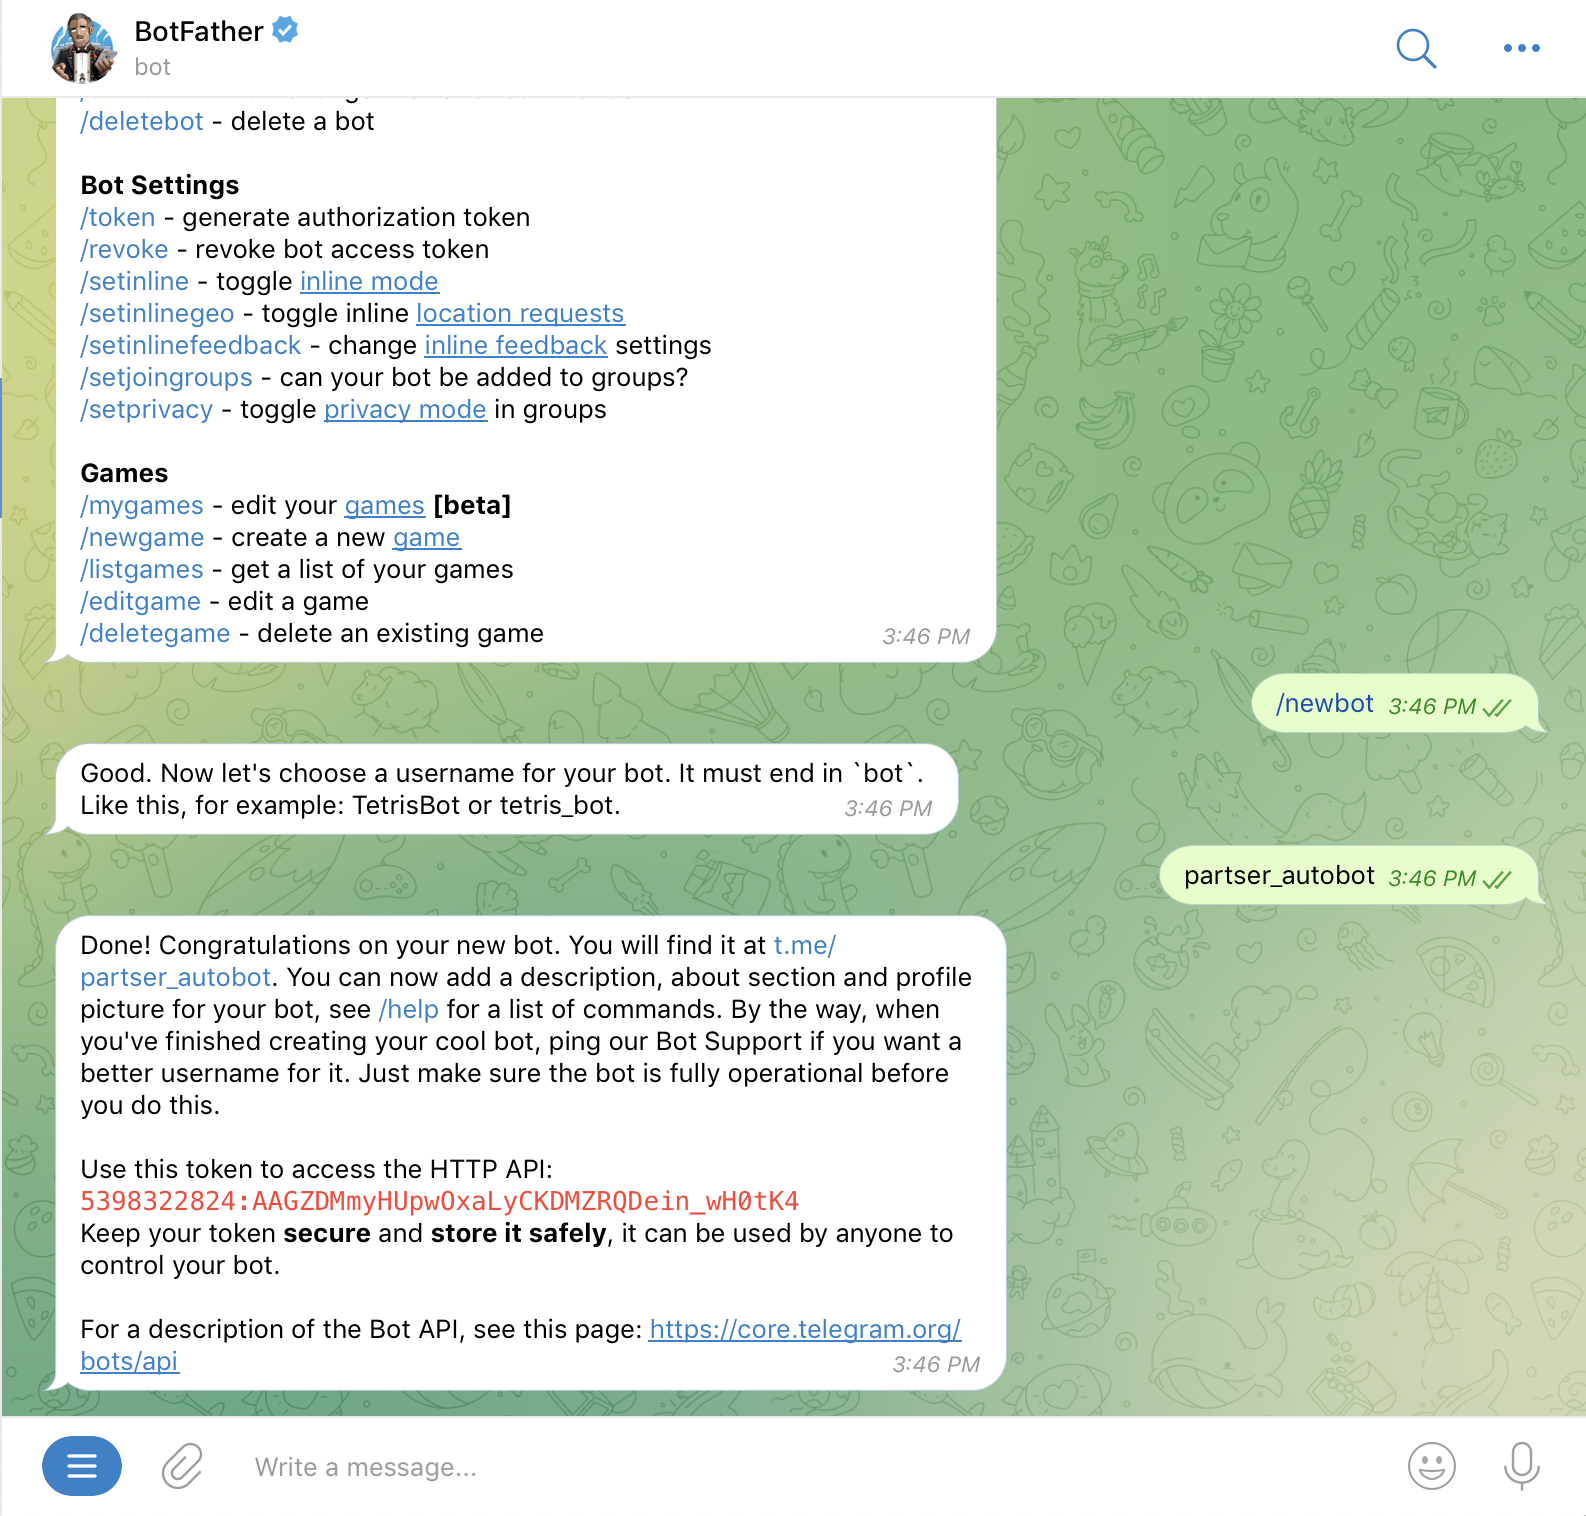 BotFather
bot
/deletebot - delete a bot
Bot Settings
/token - generate authorization token
/revoke - revoke bot access token
/setinline - toggle inline mode
/setinlinegeo - toggle inline location requests
/setinlinefeedback - change inline feedback settings
/setjoingroups - can your bot be added to groups?
/setprivacy - toggle privacy mode in groups
Games
/mygames - edit your games [beta]
/newgame - create a new game
/listgames - get a list of your games
/editgame - edit a game
/deletegame - delete an existing game
3:46 PM
/newbot 3:46 PM
Good. Now let's choose a username for your bot. It must end in `bot`.
Like this, for example: TetrisBot or tetris_bot.
3:46 PM
partser_autobot 3:46 PM
Done! Congratulations on your new bot. You will find it at t.me/
partser_autobot. You can now add a description, about section and profile
picture for your bot, see /help for a list of commands. By the way, when
you've finished creating your cool bot, ping our Bot Support if you want a
better username for it. Just make sure the bot is fully operational before
you do this.
Use this token to access the HTTP API:
5398322824:AAGZDMmyHUpwOxaLyCKDMZRQDein_wH0tK4
Keep your token secure and store it safely, it can be used by anyone to
control your bot.
For a description of the Bot API, see this page: https://core.telegram.org/
bots/api
3:46 PM
Write a message...